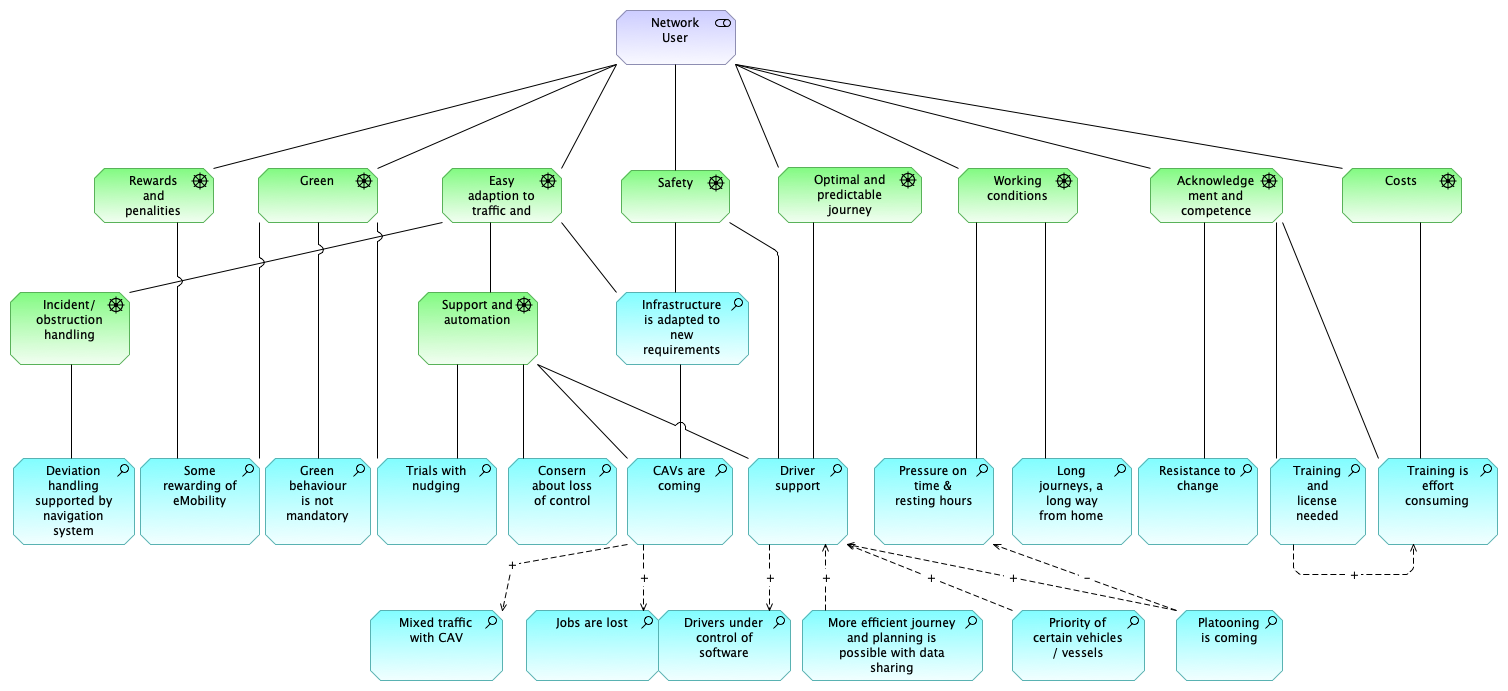 Network
User
Rewards
and
penalities
Green
Easy
adaption to
traffic and
Safety
Optimal and
predictable
journey
Working
conditions
Acknowledge
ment and
competence
Costs
Incident/
obstruction
handling
Support and
automation
Infrastructure
is adapted to
new
requirements
Deviation
handling
supported by
navigation
system
Some
rewarding of
eMobility
Green
behaviour
is not
mandatory
Trials with
nudging
Consern
about loss
of control
CAVs are
coming
Driver
support
Pressure on
time &
resting hours
Long
journeys, a
long way
from home
Resistance to
change
Training
and
license
needed
Training is
effort
consuming
+
+
+
+
+
+
-
+
Mixed traffic
with CAV
Jobs are lost
Drivers under
control of
software
More efficient journey
and planning is
possible with data
sharing
Priority of
certain vehicles
/ vessels
Platooning
is coming